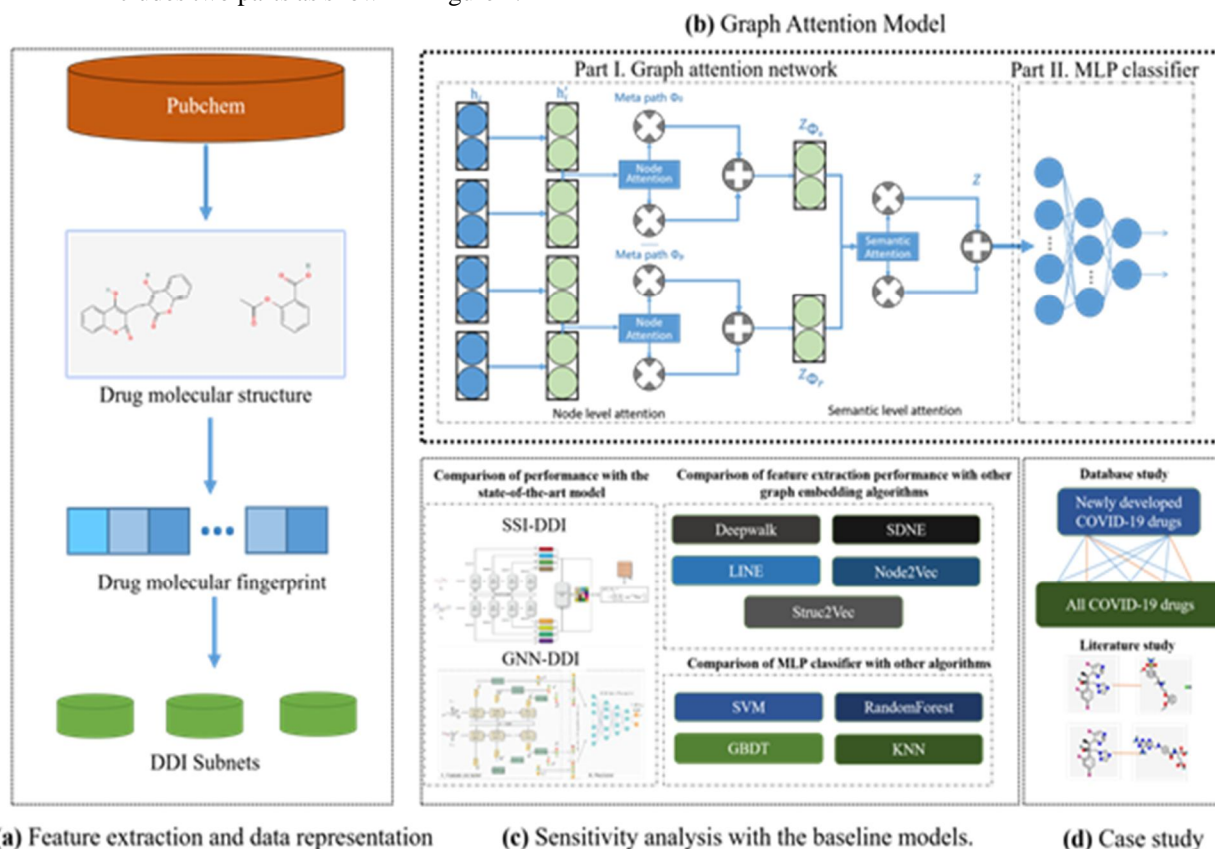 (b) Graph Attention Model
Pubchem
Drug molecular structure
Drug molecular fingerprint
DDI Subnets
(a) Feature extraction and data representation
Part I. Graph attention network
Part II. MLP classifier
Meta path
Node
Attention
Meta path
Node
Attention
Node level attention
Semantic
Attention
Z
Semantic level attention
Comparison of performance with the
state-of-the-art model
SSI-DDI
GNN-DDI
Comparison of feature extraction performance with other
graph embedding algorithms
Deepwalk
SDNE
LINE
Node2Vec
Struc2Vec
Comparison of MLP classifier with other algorithms
SVM
RandomForest
GBDT
KNN
(c) Sensitivity analysis with the baseline models.
Database study
Newly developed
COVID-19 drugs
All COVID-19 drugs
Literature study
(d) Case study